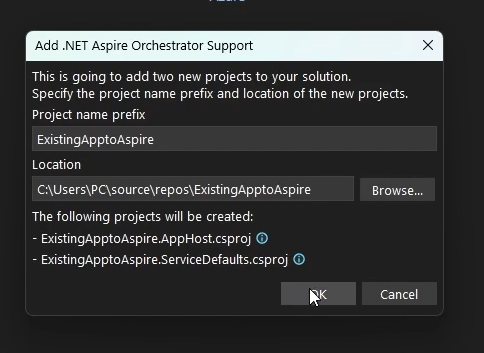 Add .NET Aspire Orchestrator Support
This is going to add two new projects to your solution.
Specify the project name prefix and location of the new projects.
Project name prefix
ExistingApptoAspire
Location
C:\Users\PC\source\repos\ExistingApptoAspire
Browse...
The following projects will be created:
- ExistingApptoAspire.AppHost.csproj
- ExistingApptoAspire.ServiceDefaults.csproj
OK
Cancel